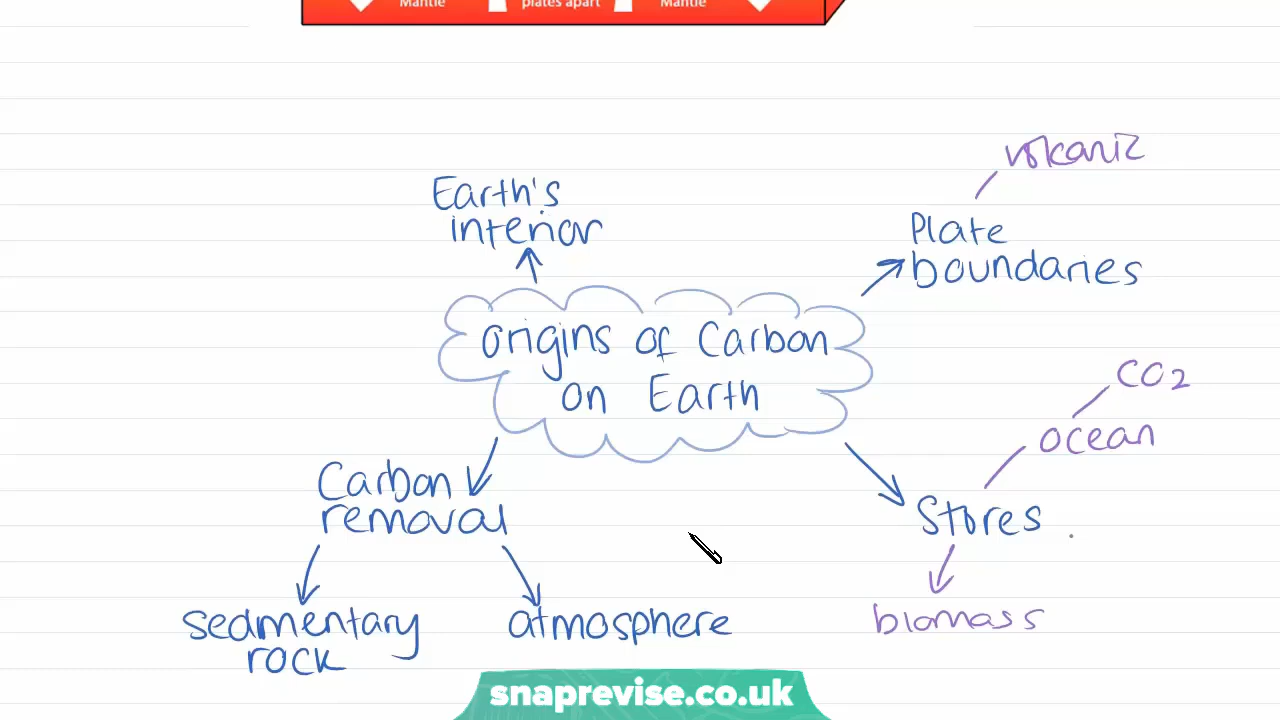 Mantle plates apart Mantle
volcanic
Earth's
interior
Plate
boundaries
origins of Carbon
on Earth
CO2
ocean
Carbon
removal
Stores
sedmentary
rock
atmosphere
biomass
snaprevise.co.uk